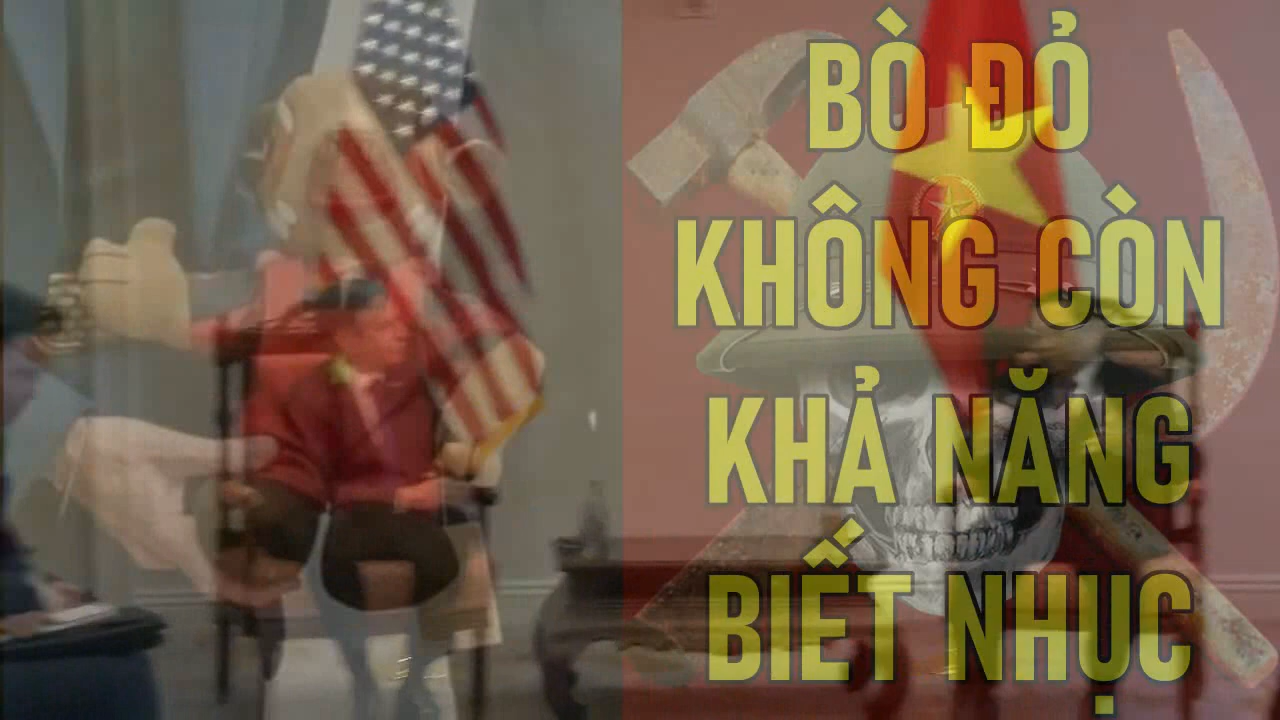 BÒ ĐỎ
KHÔNG CÒN
KHẢ NĂNG
BIẾT NHỤC